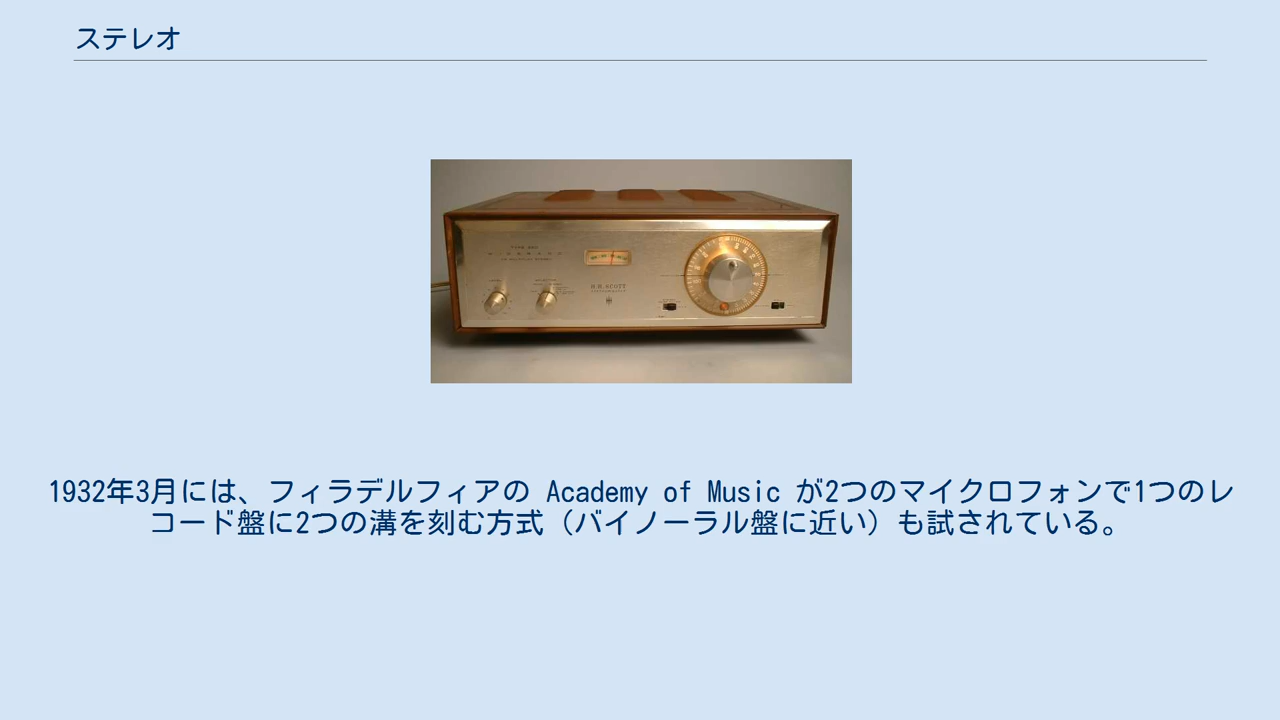 ステレオ
H.H.SCOTT
1932年3月には、フィラデルフィアの Academy of Music が2つのマイクロフォンで1つのレ
コード盤に2つの溝を刻む方式（バイノーラル盤に近い）も試されている。